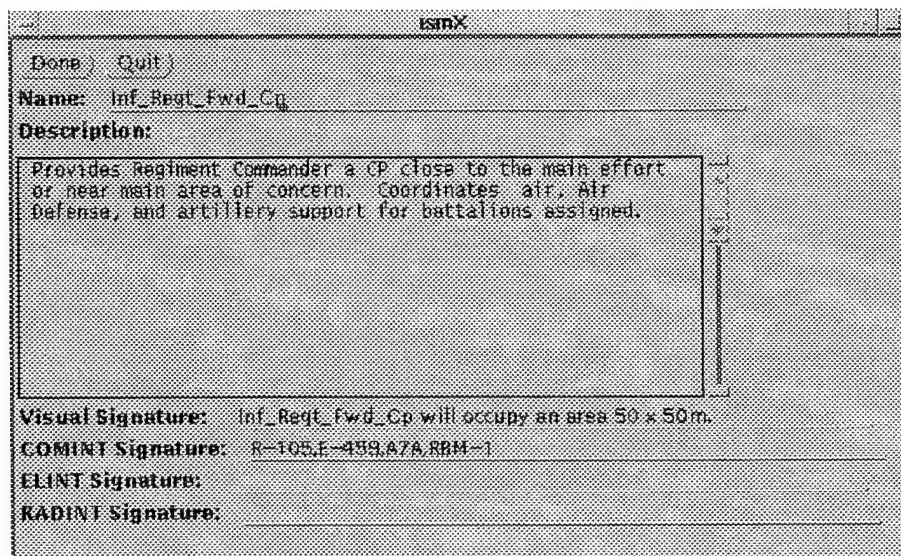 ismX
Done Quit
Name: Inf_Regt_Fwd_Cp
Description:
Provides Regiment Commander a CP close to the main effort
or near main area of concern. Coordinates air, Air
Defense, and artillery support for battalions assigned.
Visual Signature: Inf_Regt_Fwd_Cp will occupy an area 50 x 50m.
COMINT Signature: R-105,E-459,A7A,RBM-1
ELINT Signature:
RADINT Signature: